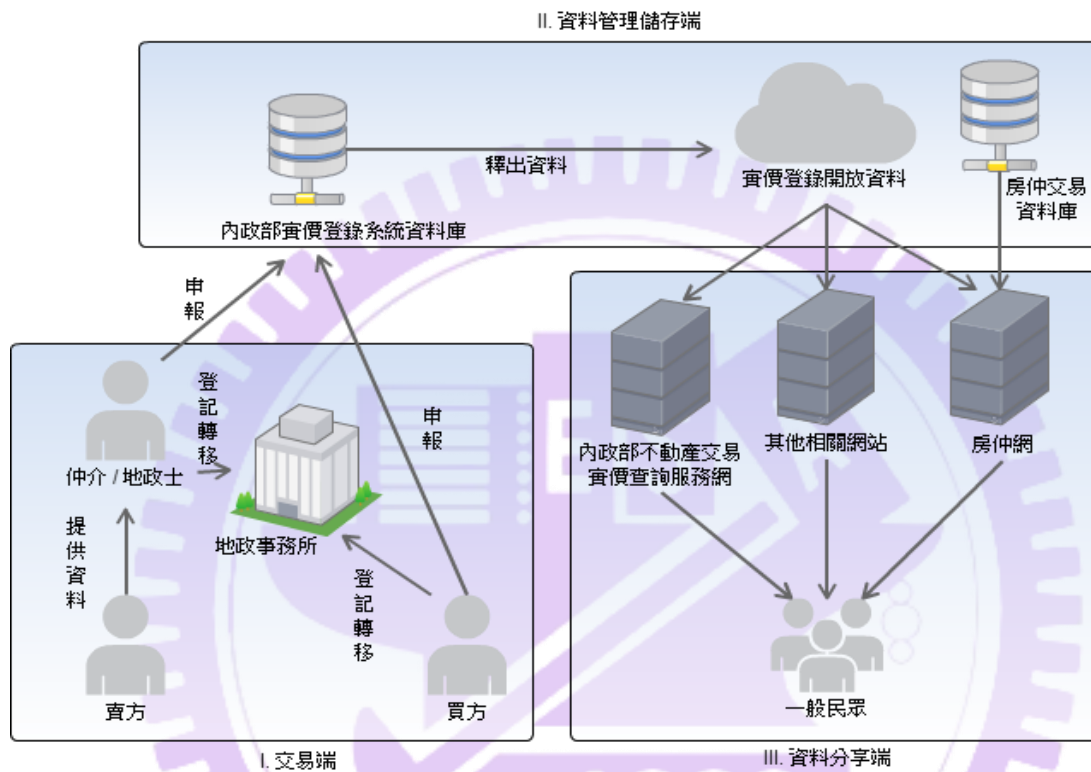 II. 資料管理儲存端
釋出資料
實價登錄開放資料
房仲交易
資料庫
內政部實價登錄系統資料庫
申
報
登
記
轉
移
申
報
仲介 / 地政士
提
供
資
料
地政事務所
登
記
轉
移
賣方
買方
I. 交易端
內政部不動產交易
實價查詢服務網
其他相關網站
房仲網
一般民眾
III. 資料分享端